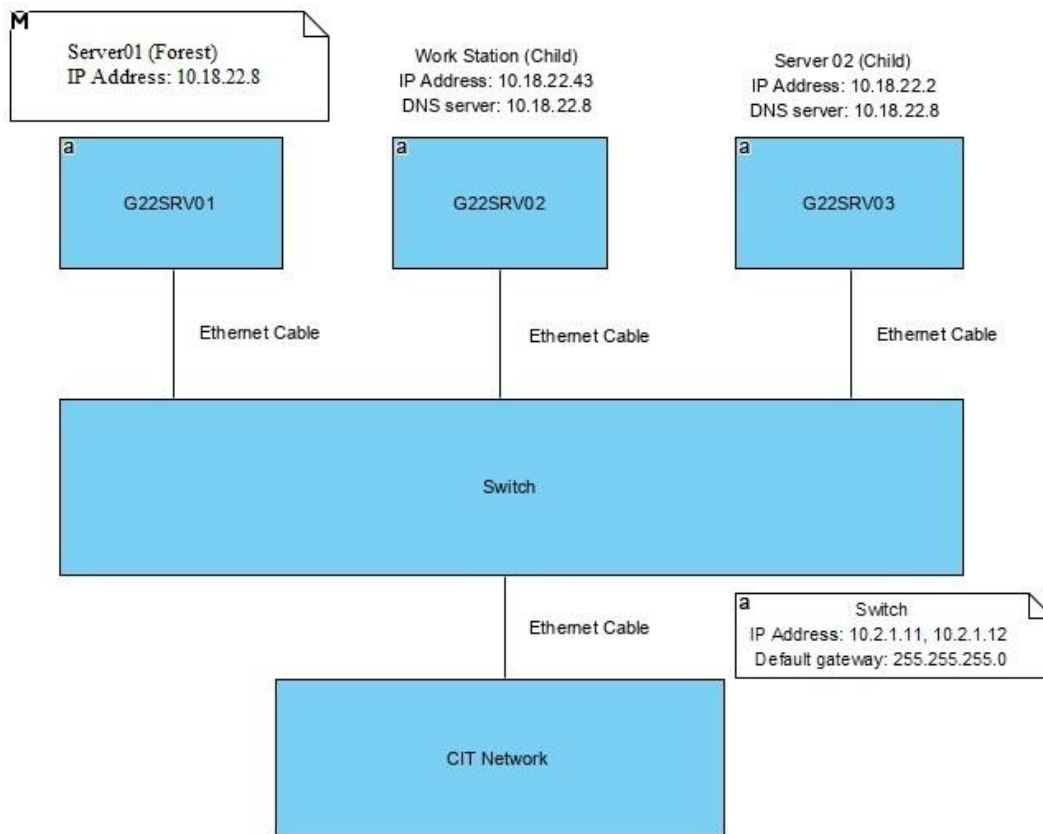 M
Server01 (Forest)
IP Address: 10.18.22.8
Work Station (Child)
IP Address: 10.18.22.43
DNS server: 10.18.22.8
Server 02 (Child)
IP Address: 10.18.22.2
DNS server: 10.18.22.8
a
G22SRV01
a
G22SRV02
a
G22SRV03
Ethernet Cable
Ethernet Cable
Ethernet Cable
Switch
Ethernet Cable
a
Switch
IP Address: 10.2.1.11, 10.2.1.12
Default gateway: 255.255.255.0
CIT Network